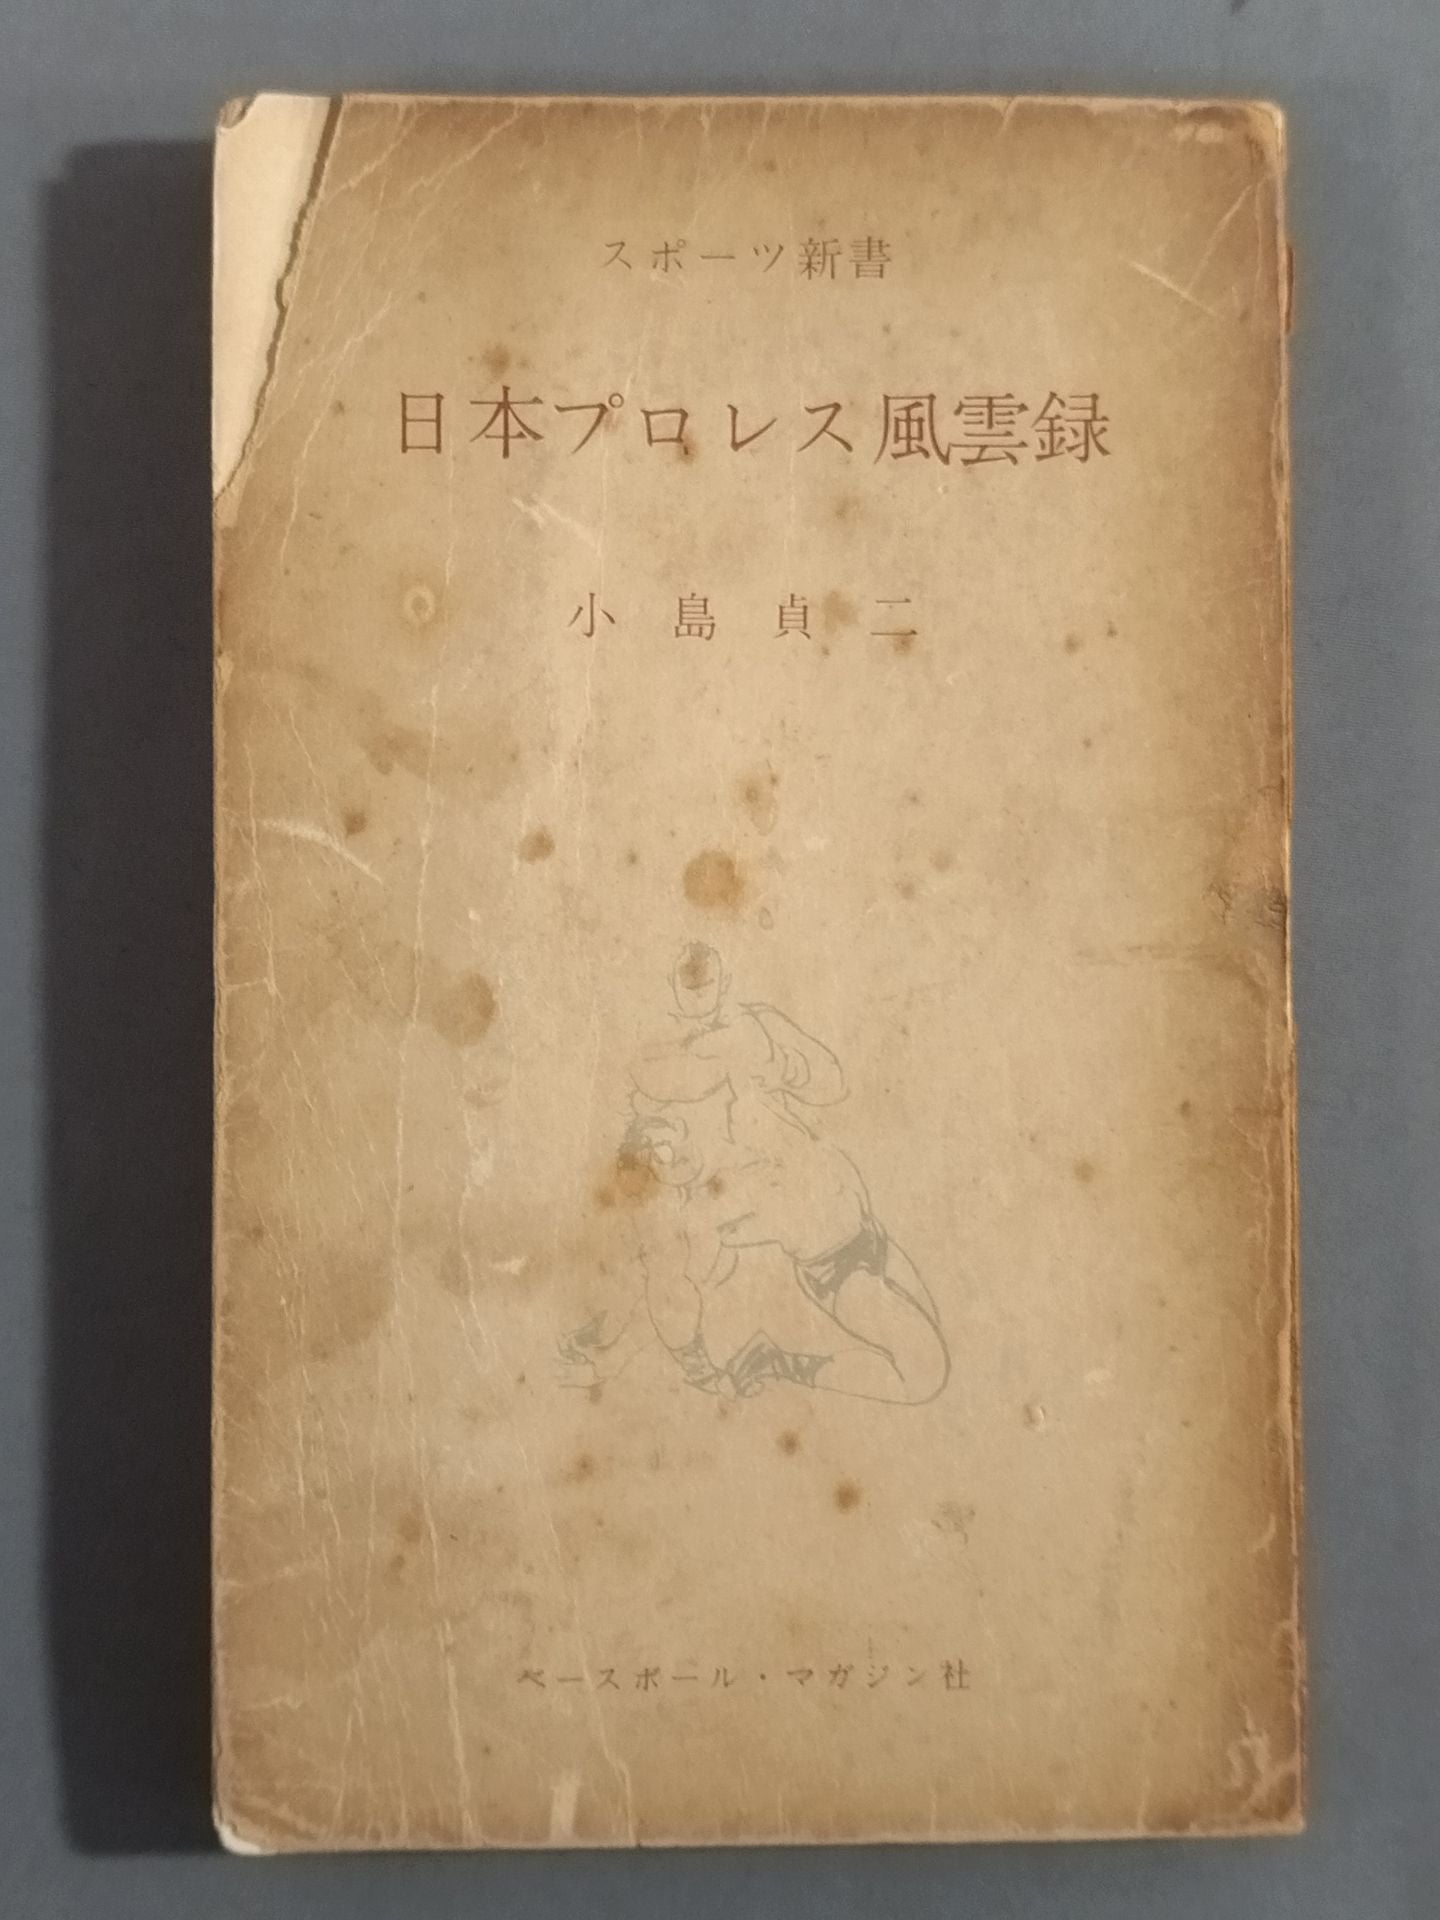 スポーツ新書
日本プロレス風雲録
小島貞二
ベースボール・マガジン社